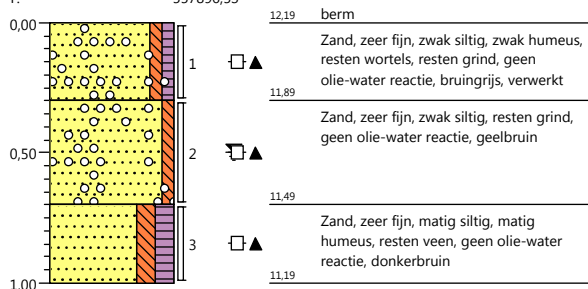 12,19 berm
0,00
Zand, zeer fijn, zwak siltig, zwak humeus,
1 resten wortels, resten grind, geen
olie-water reactie, bruingrijs, verwerkt
11,89
Zand, zeer fijn, zwak siltig, resten grind,
geen olie-water reactie, geelbruin
0,50 2
11,49
Zand, zeer fijn, matig siltig, matig
3 humeus, resten veen, geen olie-water
reactie, donkerbruin
11,19
1,00